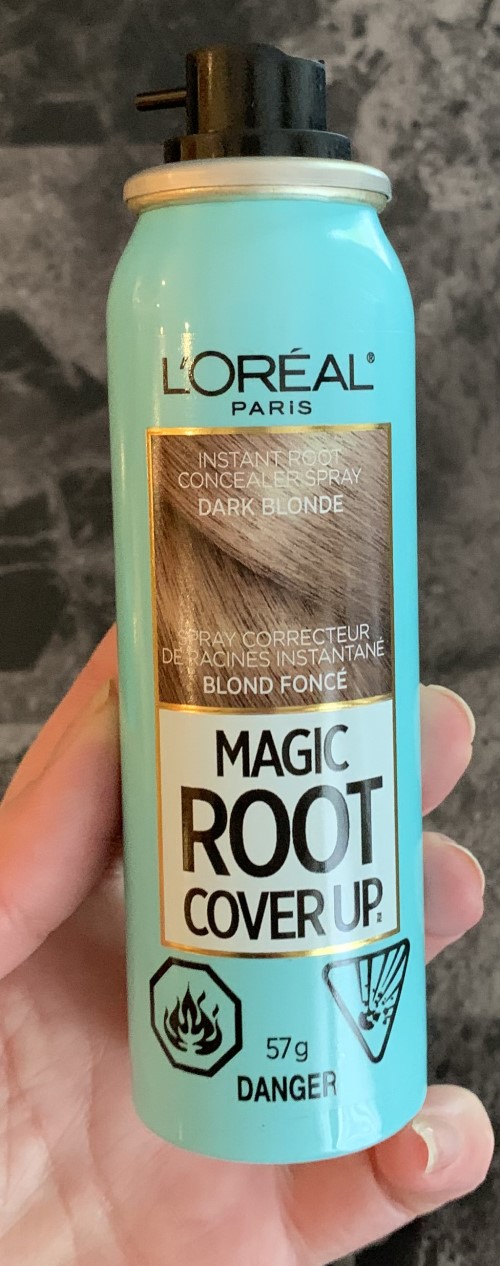 L'ORÉAL®
PARIS
INSTANT ROOT
CONCEALER SPRAY
DARK BLONDE
SPRAY CORRECTEUR
DE RACINES INSTANTANÉ
BLOND FONCÉ
MAGIC
ROOT
COVER UP
57g
DANGER